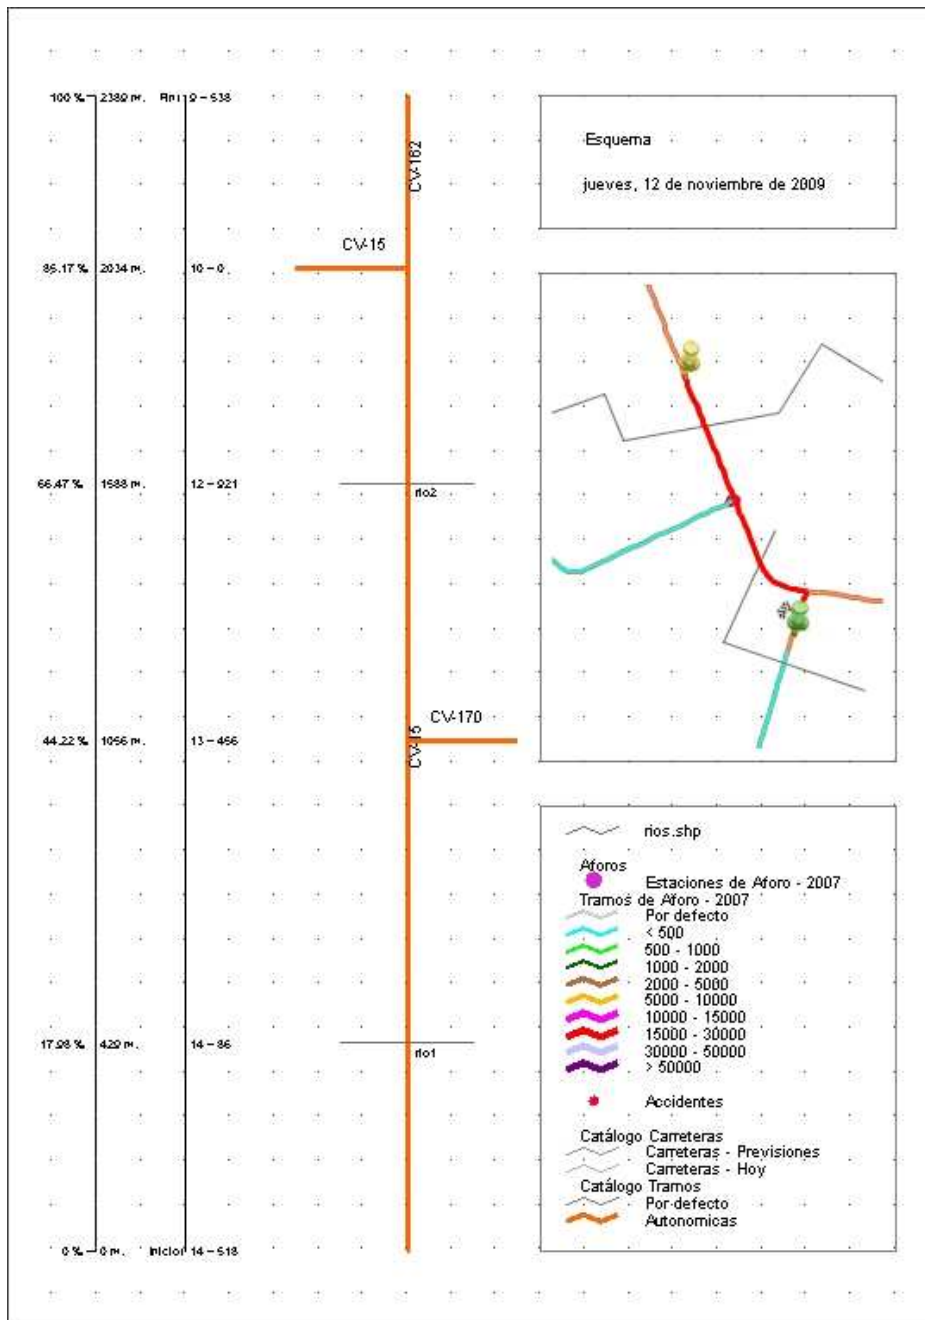 100 % 2389 m. Fin: 9 - 538
CV-162
Esquema
jueves, 12 de noviembre de 2009
CV-15
85.17 % 2034 m. 10 - 0
66.47 % 1588 m. 12 - 921
rio2
CV-170
44.22 % 1056 m. 13 - 466
CV-15
17.98 % 429 m. 14 - 86
rio1
0 % 0 m. Inicio: 14 - 518
rios.shp
Aforos
Estaciones de Aforo - 2007
Tramos de Aforo - 2007
Por defecto
< 500
500 - 1000
1000 - 2000
2000 - 5000
5000 - 10000
10000 - 15000
15000 - 30000
30000 - 50000
> 50000
Accidentes
Catálogo Carreteras
Carreteras - Previsiones
Carreteras - Hoy
Catálogo Tramos
Por defecto
Autonomicas